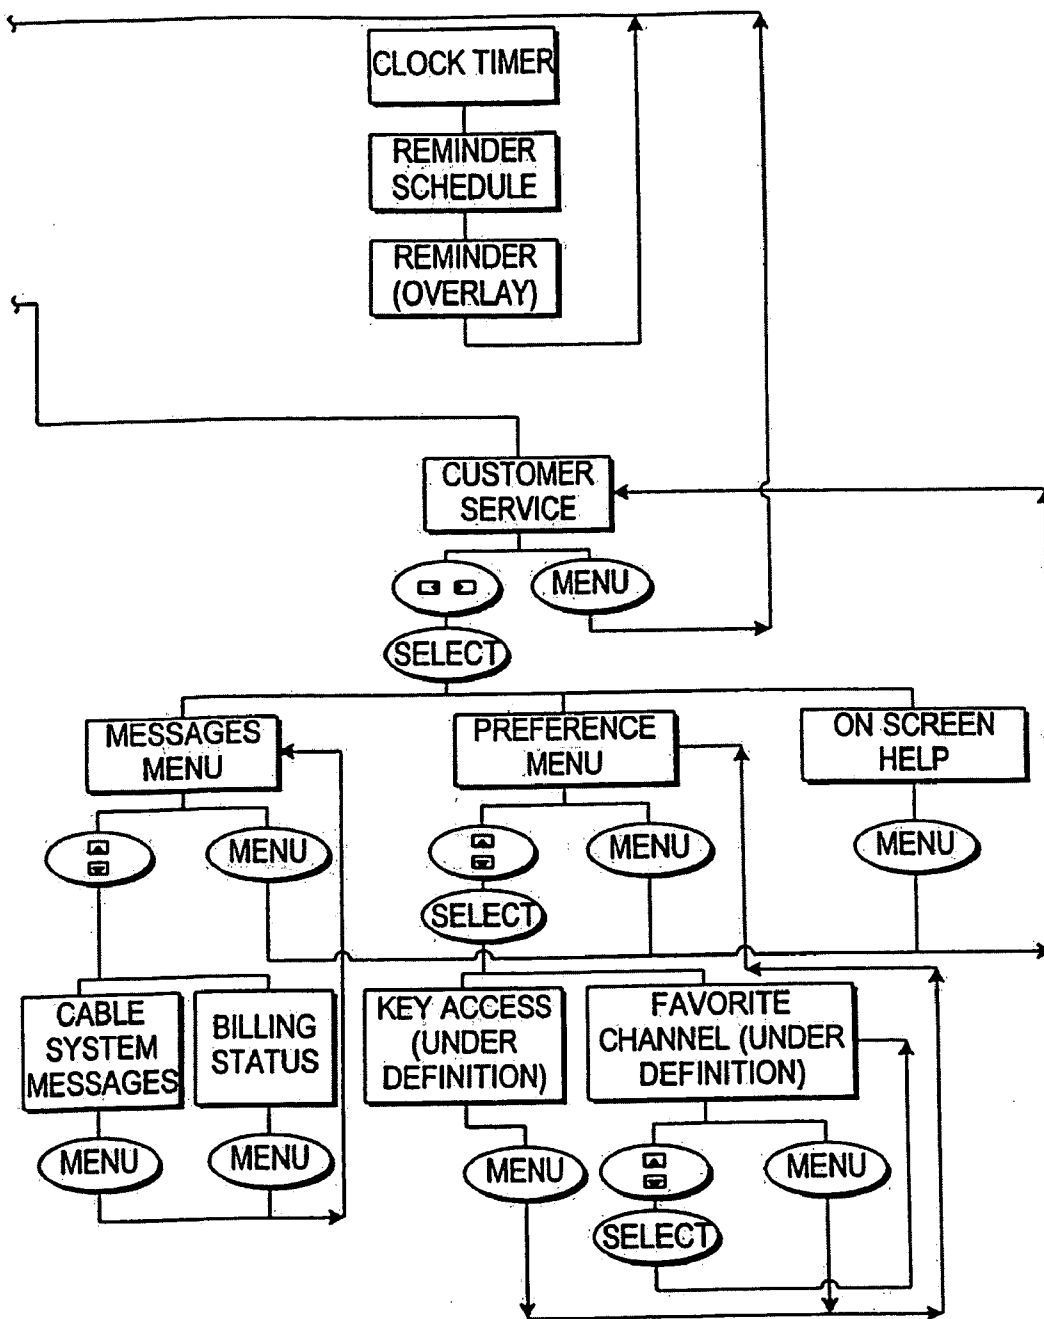 CLOCK TIMER
REMINDER
SCHEDULE
REMINDER
(OVERLAY)
CUSTOMER
SERVICE
MENU
SELECT
MESSAGES
MENU
PREFERENCE
MENU
ON SCREEN
HELP
MENU
MENU
MENU
SELECT
CABLE
SYSTEM
MESSAGES
BILLING
STATUS
KEY ACCESS
(UNDER
DEFINITION)
FAVORITE
CHANNEL (UNDER
DEFINITION)
MENU
MENU
MENU
MENU
SELECT